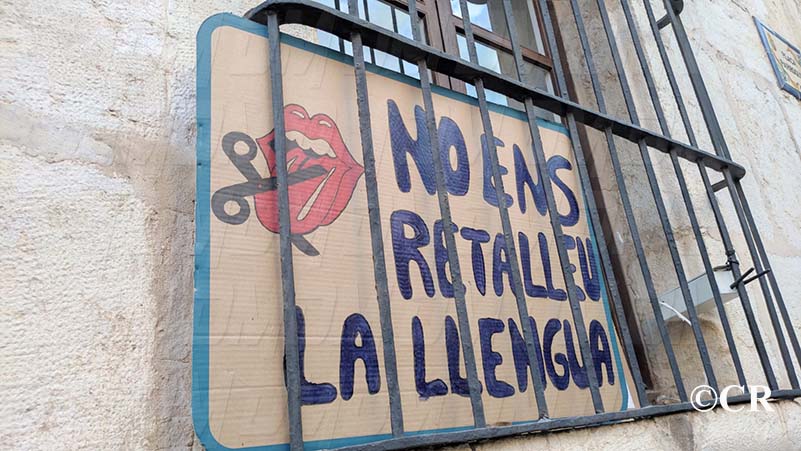 NO ENS
RETALLEU
LA LLENGUA
©CR